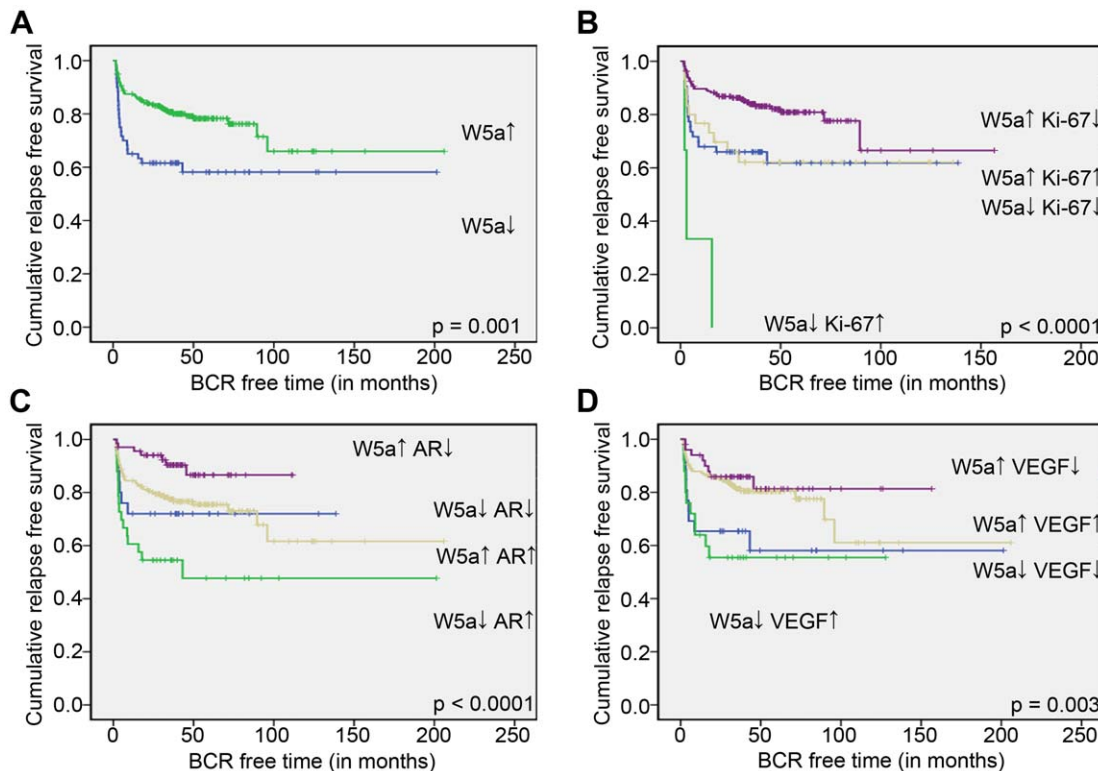 A
Cumulative relapse free survival
1.0
0.8
0.6
0.4
0.2
0.0
W5a↑
W5a↓
p = 0.001
0 50 100 150 200 250
BCR free time (in months)
B
Cumulative relapse free survival
1.0
0.8
0.6
0.4
0.2
0.0
W5a↑ Ki-67↓
W5a↑ Ki-67↑
W5a↓ Ki-67↓
W5a↓ Ki-67↑
p < 0.0001
0 50 100 150 200
BCR free time (in months)
C
Cumulative relapse free survival
1.0
0.8
0.6
0.4
0.2
0.0
W5a↑ AR↓
W5a↓ AR↓
W5a↑ AR↑
W5a↓ AR↑
p < 0.0001
0 50 100 150 200 250
BCR free time (in months)
D
Cumulative relapse free survival
1.0
0.8
0.6
0.4
0.2
0.0
W5a↑ VEGF↓
W5a↑ VEGF↑
W5a↓ VEGF↓
W5a↓ VEGF↑
p = 0.003
0 50 100 150 200 250
BCR free time (in months)